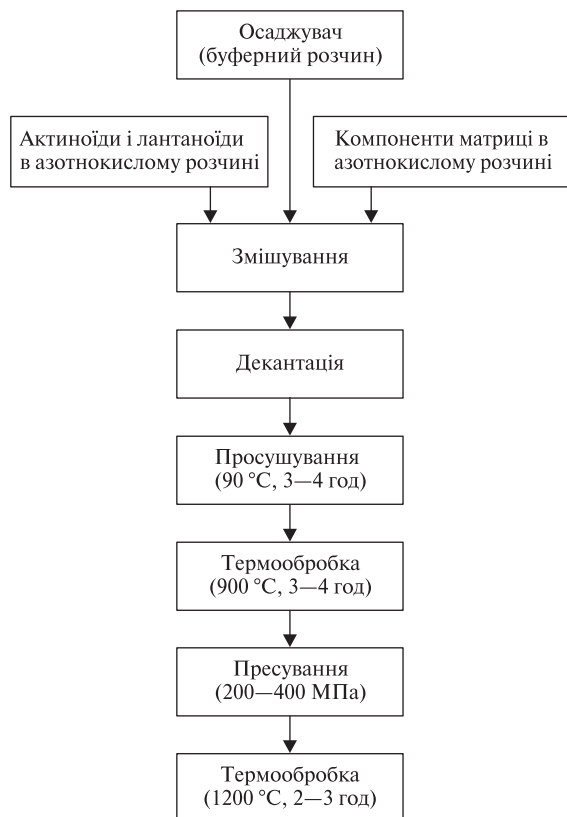 Осаджувач
(буферний розчин)
Актиноїди і лантаноїди
в азотнокислому розчині
Компоненти матриці в
азотнокислому розчині
Змішування
Декантація
Просушування
(90 °С, 3—4 год)
Термообробка
(900 °С, 3—4 год)
Пресування
(200—400 МПа)
Термообробка
(1200 °С, 2—3 год)